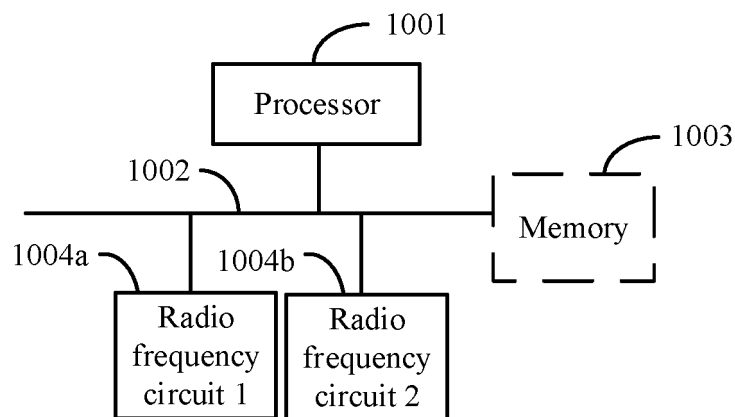 1001
Processor
1002
1003
Memory
1004a
1004b
Radio
frequency
circuit 1
Radio
frequency
circuit 2